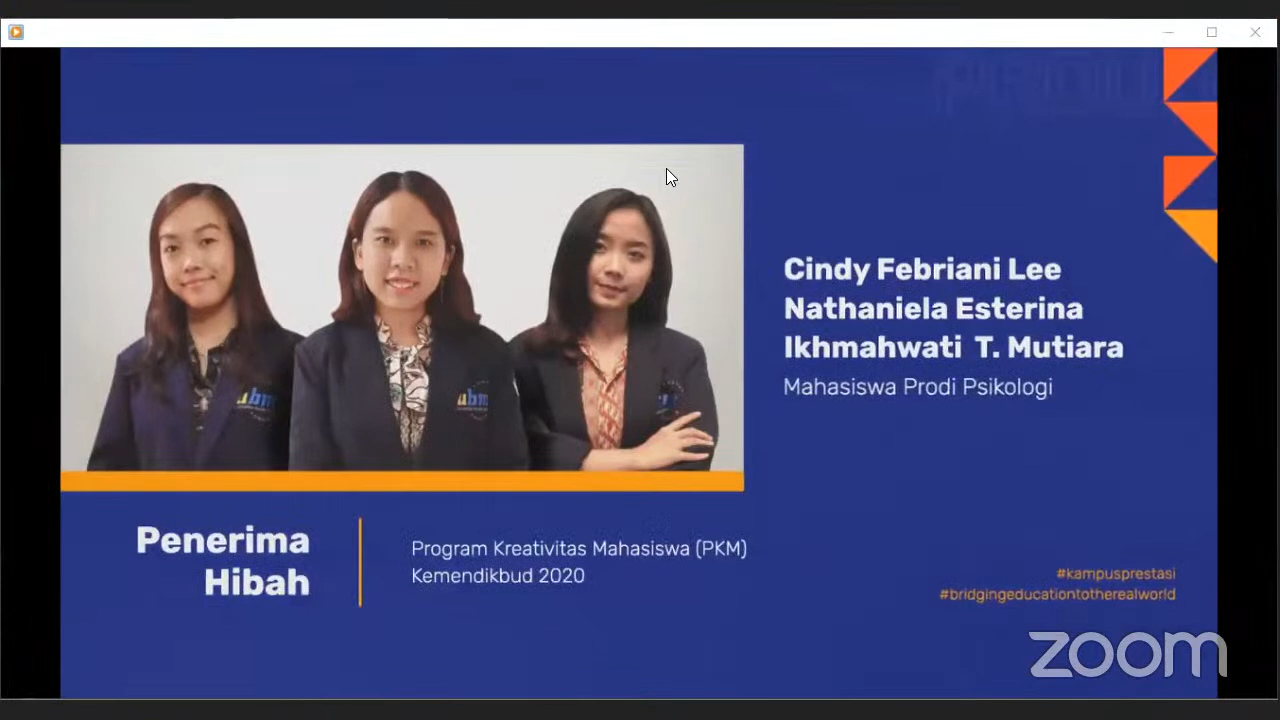 Cindy Febriani Lee
Nathaniela Esterina
Ikhmahwati T. Mutiara
Mahasiswa Prodi Psikologi
ubm
Penerima
Hibah
Program Kreativitas Mahasiswa (PKM)
Kemendikbud 2020
#kampusprestasi
#bridgingeducationtotherealworld
zoom